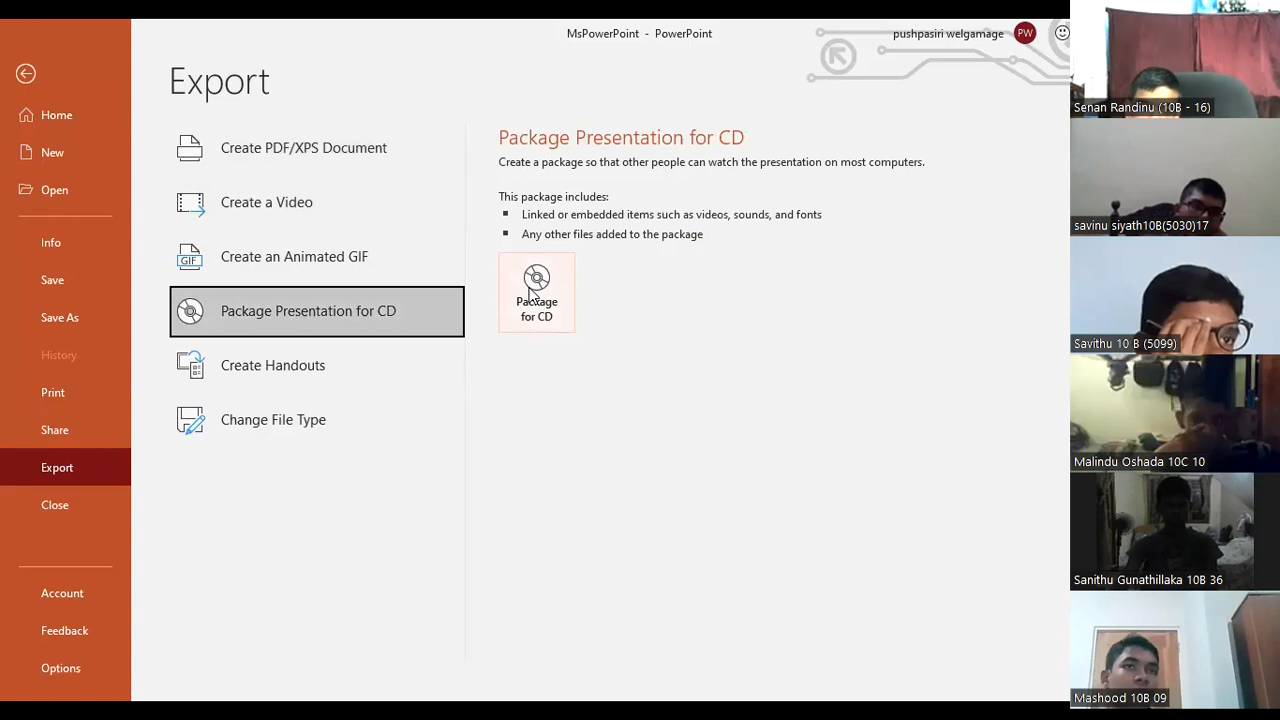 MsPowerPoint - PowerPoint
pushpasiri welgamage
PW
Export
Home
New
Open
Info
Save
Save As
History
Print
Share
Export
Close
Account
Feedback
Options
Create PDF/XPS Document
Create a Video
GIF
Create an Animated GIF
Package Presentation for CD
Create Handouts
Change File Type
Package Presentation for CD
Create a package so that other people can watch the presentation on most computers.
This package includes:
Linked or embedded items such as videos, sounds, and fonts
Any other files added to the package
Package
for CD
Senan Randinu (10B - 16)
savinu siyath10B(5030)17
Savithu 10 B (5099)
Malindu Oshada 10C 10
Sanithu Gunathillaka 10B 36
Mashood 10B 09